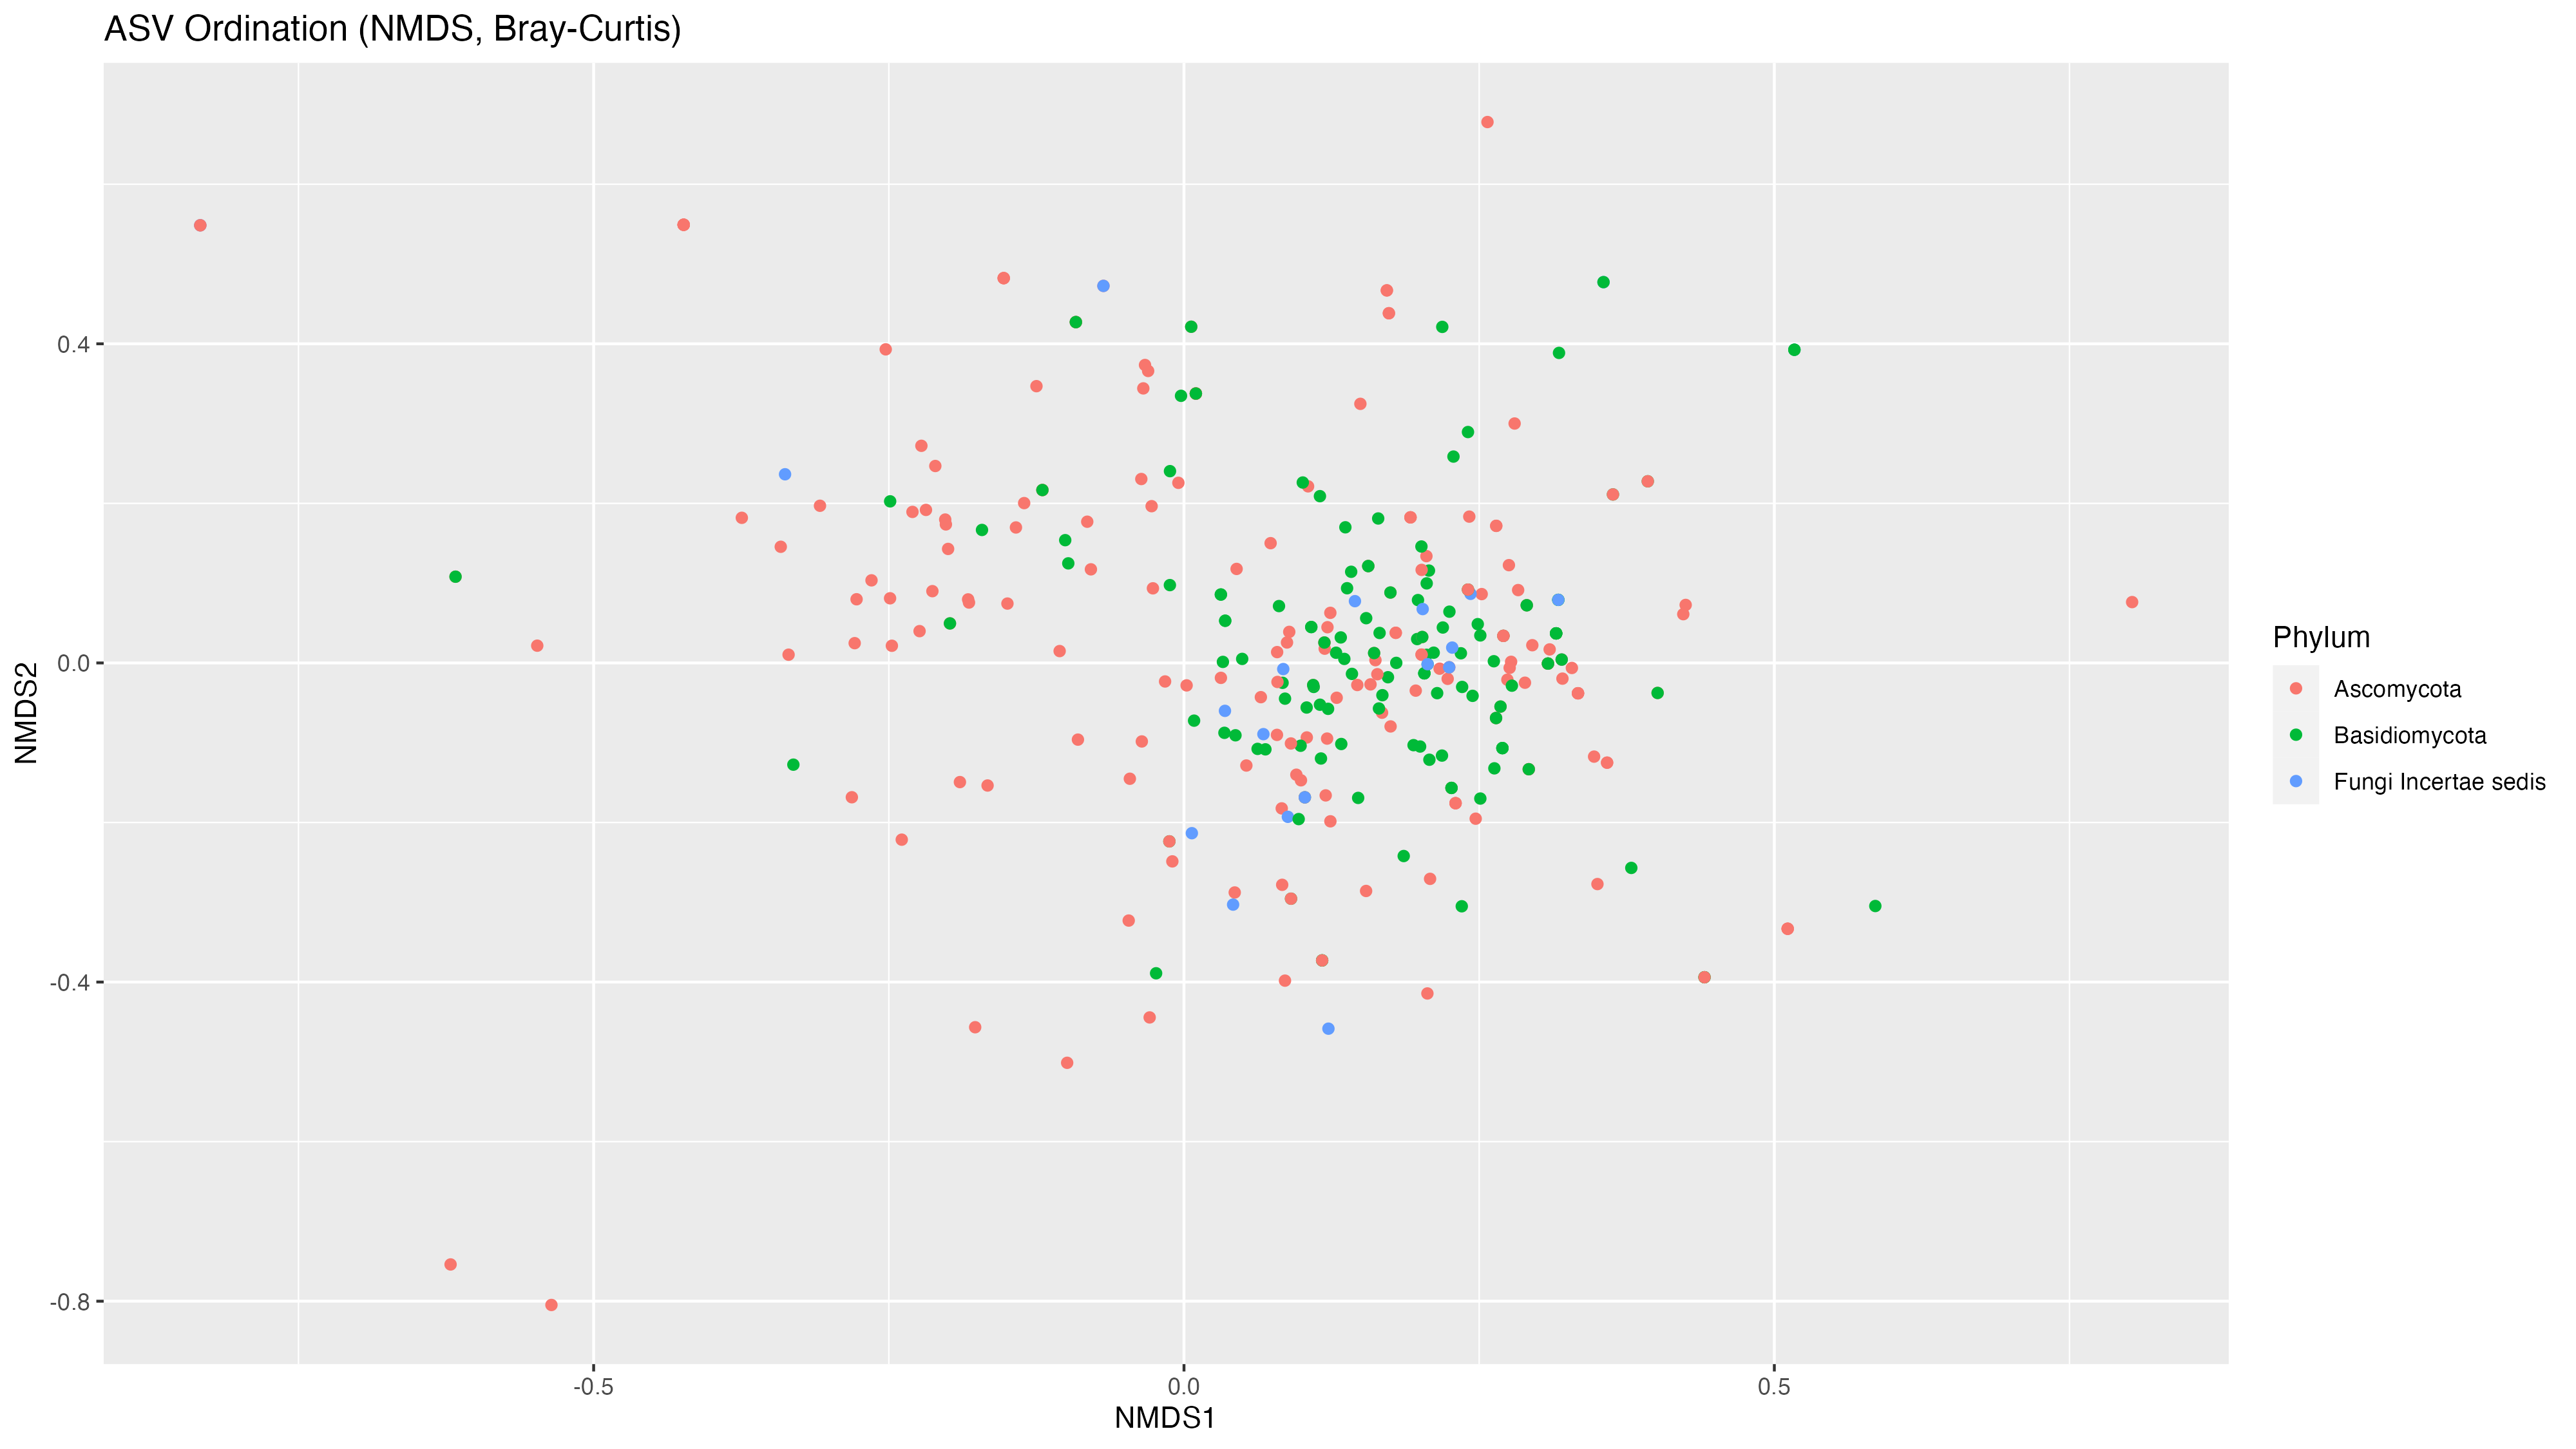 ASV Ordination (NMDS, Bray-Curtis)
0.4
0.0
-0.4
-0.8
NMDS2
-0.5
0.0
0.5
NMDS1
Phylum
Ascomycota
Basidiomycota
Fungi Incertae sedis